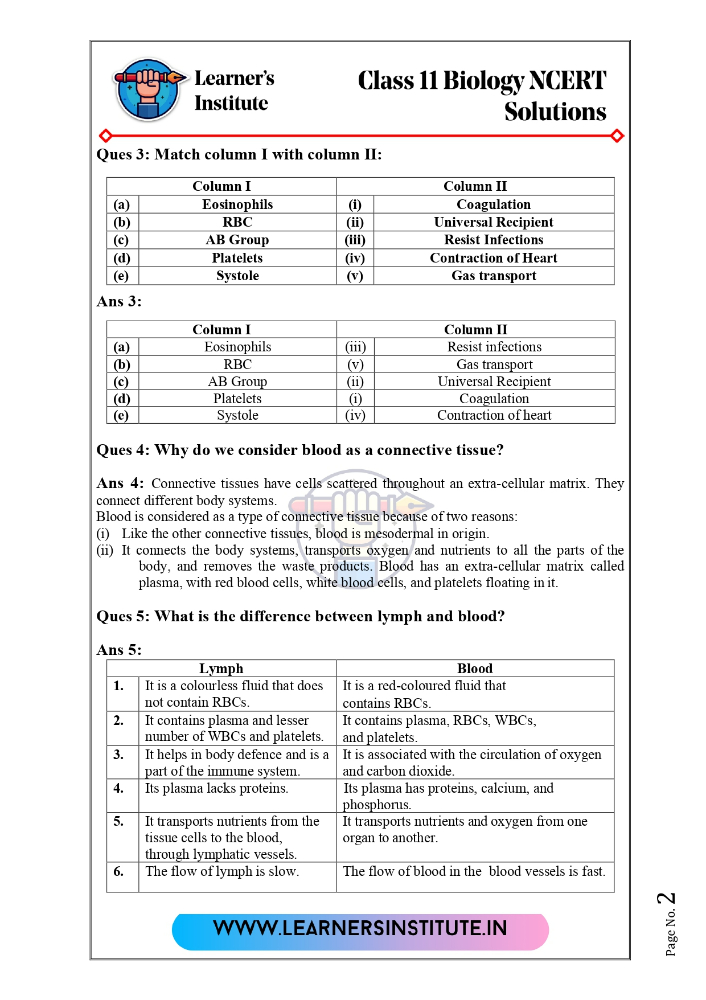 Learner's
Institute
Class 11 Biology NCERT
Solutions
Ques 3: Match column I with column II:
Column I Column II
(a) Eosinophils (i) Coagulation
(b) RBC (ii) Universal Recipient
(c) AB Group (iii) Resist Infections
(d) Platelets (iv) Contraction of Heart
(e) Systole (v) Gas transport
Ans 3:
Column I Column II
(a) Eosinophils (iii) Resist infections
(b) RBC (v) Gas transport
(c) AB Group (ii) Universal Recipient
(d) Platelets (i) Coagulation
(e) Systole (iv) Contraction of heart
Ques 4: Why do we consider blood as a connective tissue?
Ans 4: Connective tissues have cells scattered throughout an extra-cellular matrix. They
connect different body systems.
Blood is considered as a type of connective tissue because of two reasons:
(i) Like the other connective tissues, blood is mesodermal in origin.
(ii) It connects the body systems, transports oxygen and nutrients to all the parts of the
body, and removes the waste products. Blood has an extra-cellular matrix called
plasma, with red blood cells, white blood cells, and platelets floating in it.
Ques 5: What is the difference between lymph and blood?
Ans 5:
Lymph Blood
1. It is a colourless fluid that does It is a red-coloured fluid that
not contain RBCs. contains RBCs.
2. It contains plasma and lesser It contains plasma, RBCs, WBCs,
number of WBCs and platelets. and platelets.
3. It helps in body defence and is a It is associated with the circulation of oxygen
part of the immune system. and carbon dioxide.
4. Its plasma lacks proteins. Its plasma has proteins, calcium, and
phosphorus.
5. It transports nutrients from the It transports nutrients and oxygen from one
tissue cells to the blood, organ to another.
through lymphatic vessels.
6. The flow of lymph is slow. The flow of blood in the blood vessels is fast.
WWW.LEARNERSINSTITUTE.IN
Page No. 2